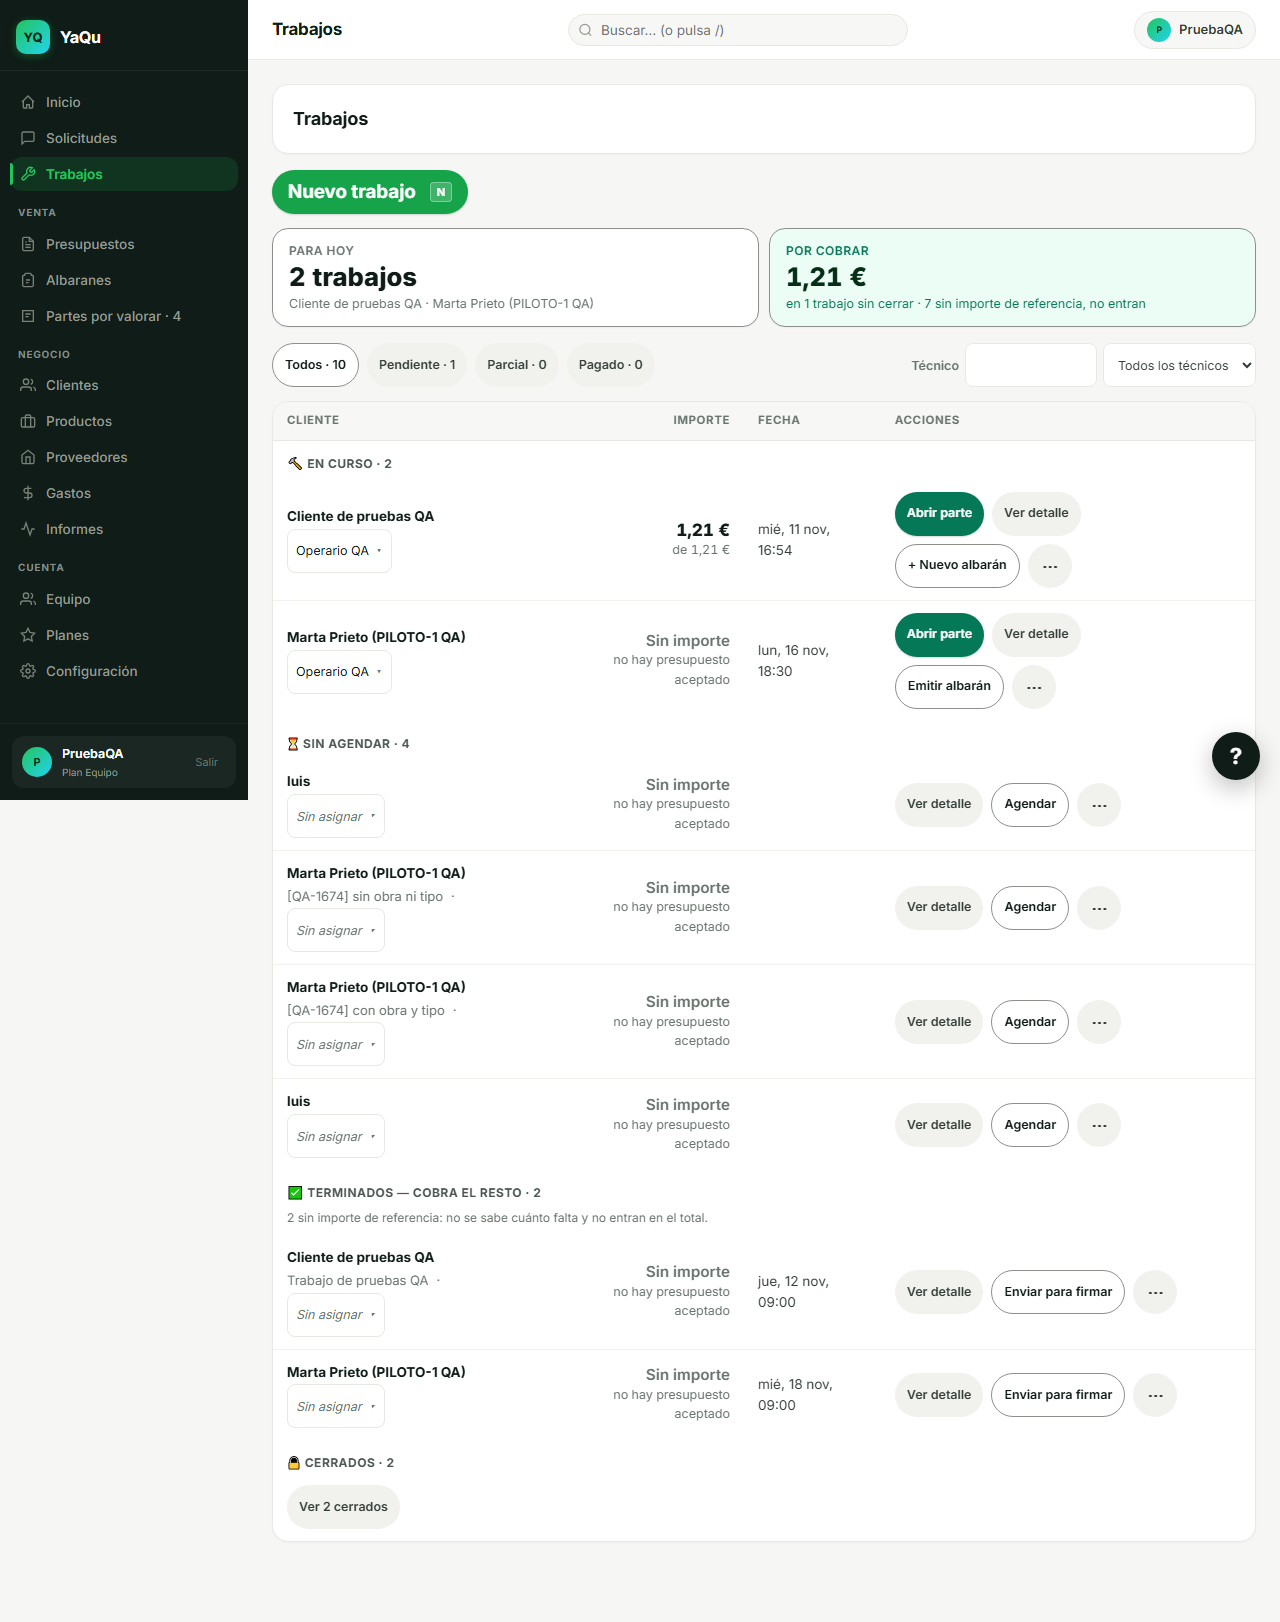 YQ YaQu
Inicio
Solicitudes
Trabajos
VENTA
Presupuestos
Albaranes
Partes por valorar · 4
NEGOCIO
Clientes
Productos
Proveedores
Gastos
Informes
CUENTA
Equipo
Planes
Configuración
P PruebaQA
Plan Equipo
Salir
Trabajos
Buscar... (o pulsa /)
P PruebaQA
Trabajos
Nuevo trabajo N
PARA HOY
2 trabajos
Cliente de pruebas QA · Marta Prieto (PILOTO-1 QA)
POR COBRAR
1,21 €
en 1 trabajo sin cerrar · 7 sin importe de referencia, no entran
Todos · 10
Pendiente · 1
Parcial · 0
Pagado · 0
Técnico
Todos los técnicos
CLIENTE IMPORTE FECHA ACCIONES
🔨 EN CURSO · 2
Cliente de pruebas QA
Operario QA
1,21 €
de 1,21 €
mié, 11 nov,
16:54
Abrir parte
Ver detalle
+ Nuevo albarán
...
Marta Prieto (PILOTO-1 QA)
Operario QA
Sin importe
no hay presupuesto
aceptado
lun, 16 nov,
18:30
Abrir parte
Ver detalle
Emitir albarán
...
⏳ SIN AGENDAR · 4
?
luis
Sin asignar
Sin importe
no hay presupuesto
aceptado
Ver detalle
Agendar
...
Marta Prieto (PILOTO-1 QA)
[QA-1674] sin obra ni tipo ·
Sin asignar
Sin importe
no hay presupuesto
aceptado
Ver detalle
Agendar
...
Marta Prieto (PILOTO-1 QA)
[QA-1674] con obra y tipo ·
Sin asignar
Sin importe
no hay presupuesto
aceptado
Ver detalle
Agendar
...
luis
Sin asignar
Sin importe
no hay presupuesto
aceptado
Ver detalle
Agendar
...
✅ TERMINADOS — COBRA EL RESTO · 2
2 sin importe de referencia: no se sabe cuánto falta y no entran en el total.
Cliente de pruebas QA
Trabajo de pruebas QA ·
Sin asignar
Sin importe
no hay presupuesto
aceptado
jue, 12 nov,
09:00
Ver detalle
Enviar para firmar
...
Marta Prieto (PILOTO-1 QA)
Sin asignar
Sin importe
no hay presupuesto
aceptado
mié, 18 nov,
09:00
Ver detalle
Enviar para firmar
...
🔒 CERRADOS · 2
Ver 2 cerrados